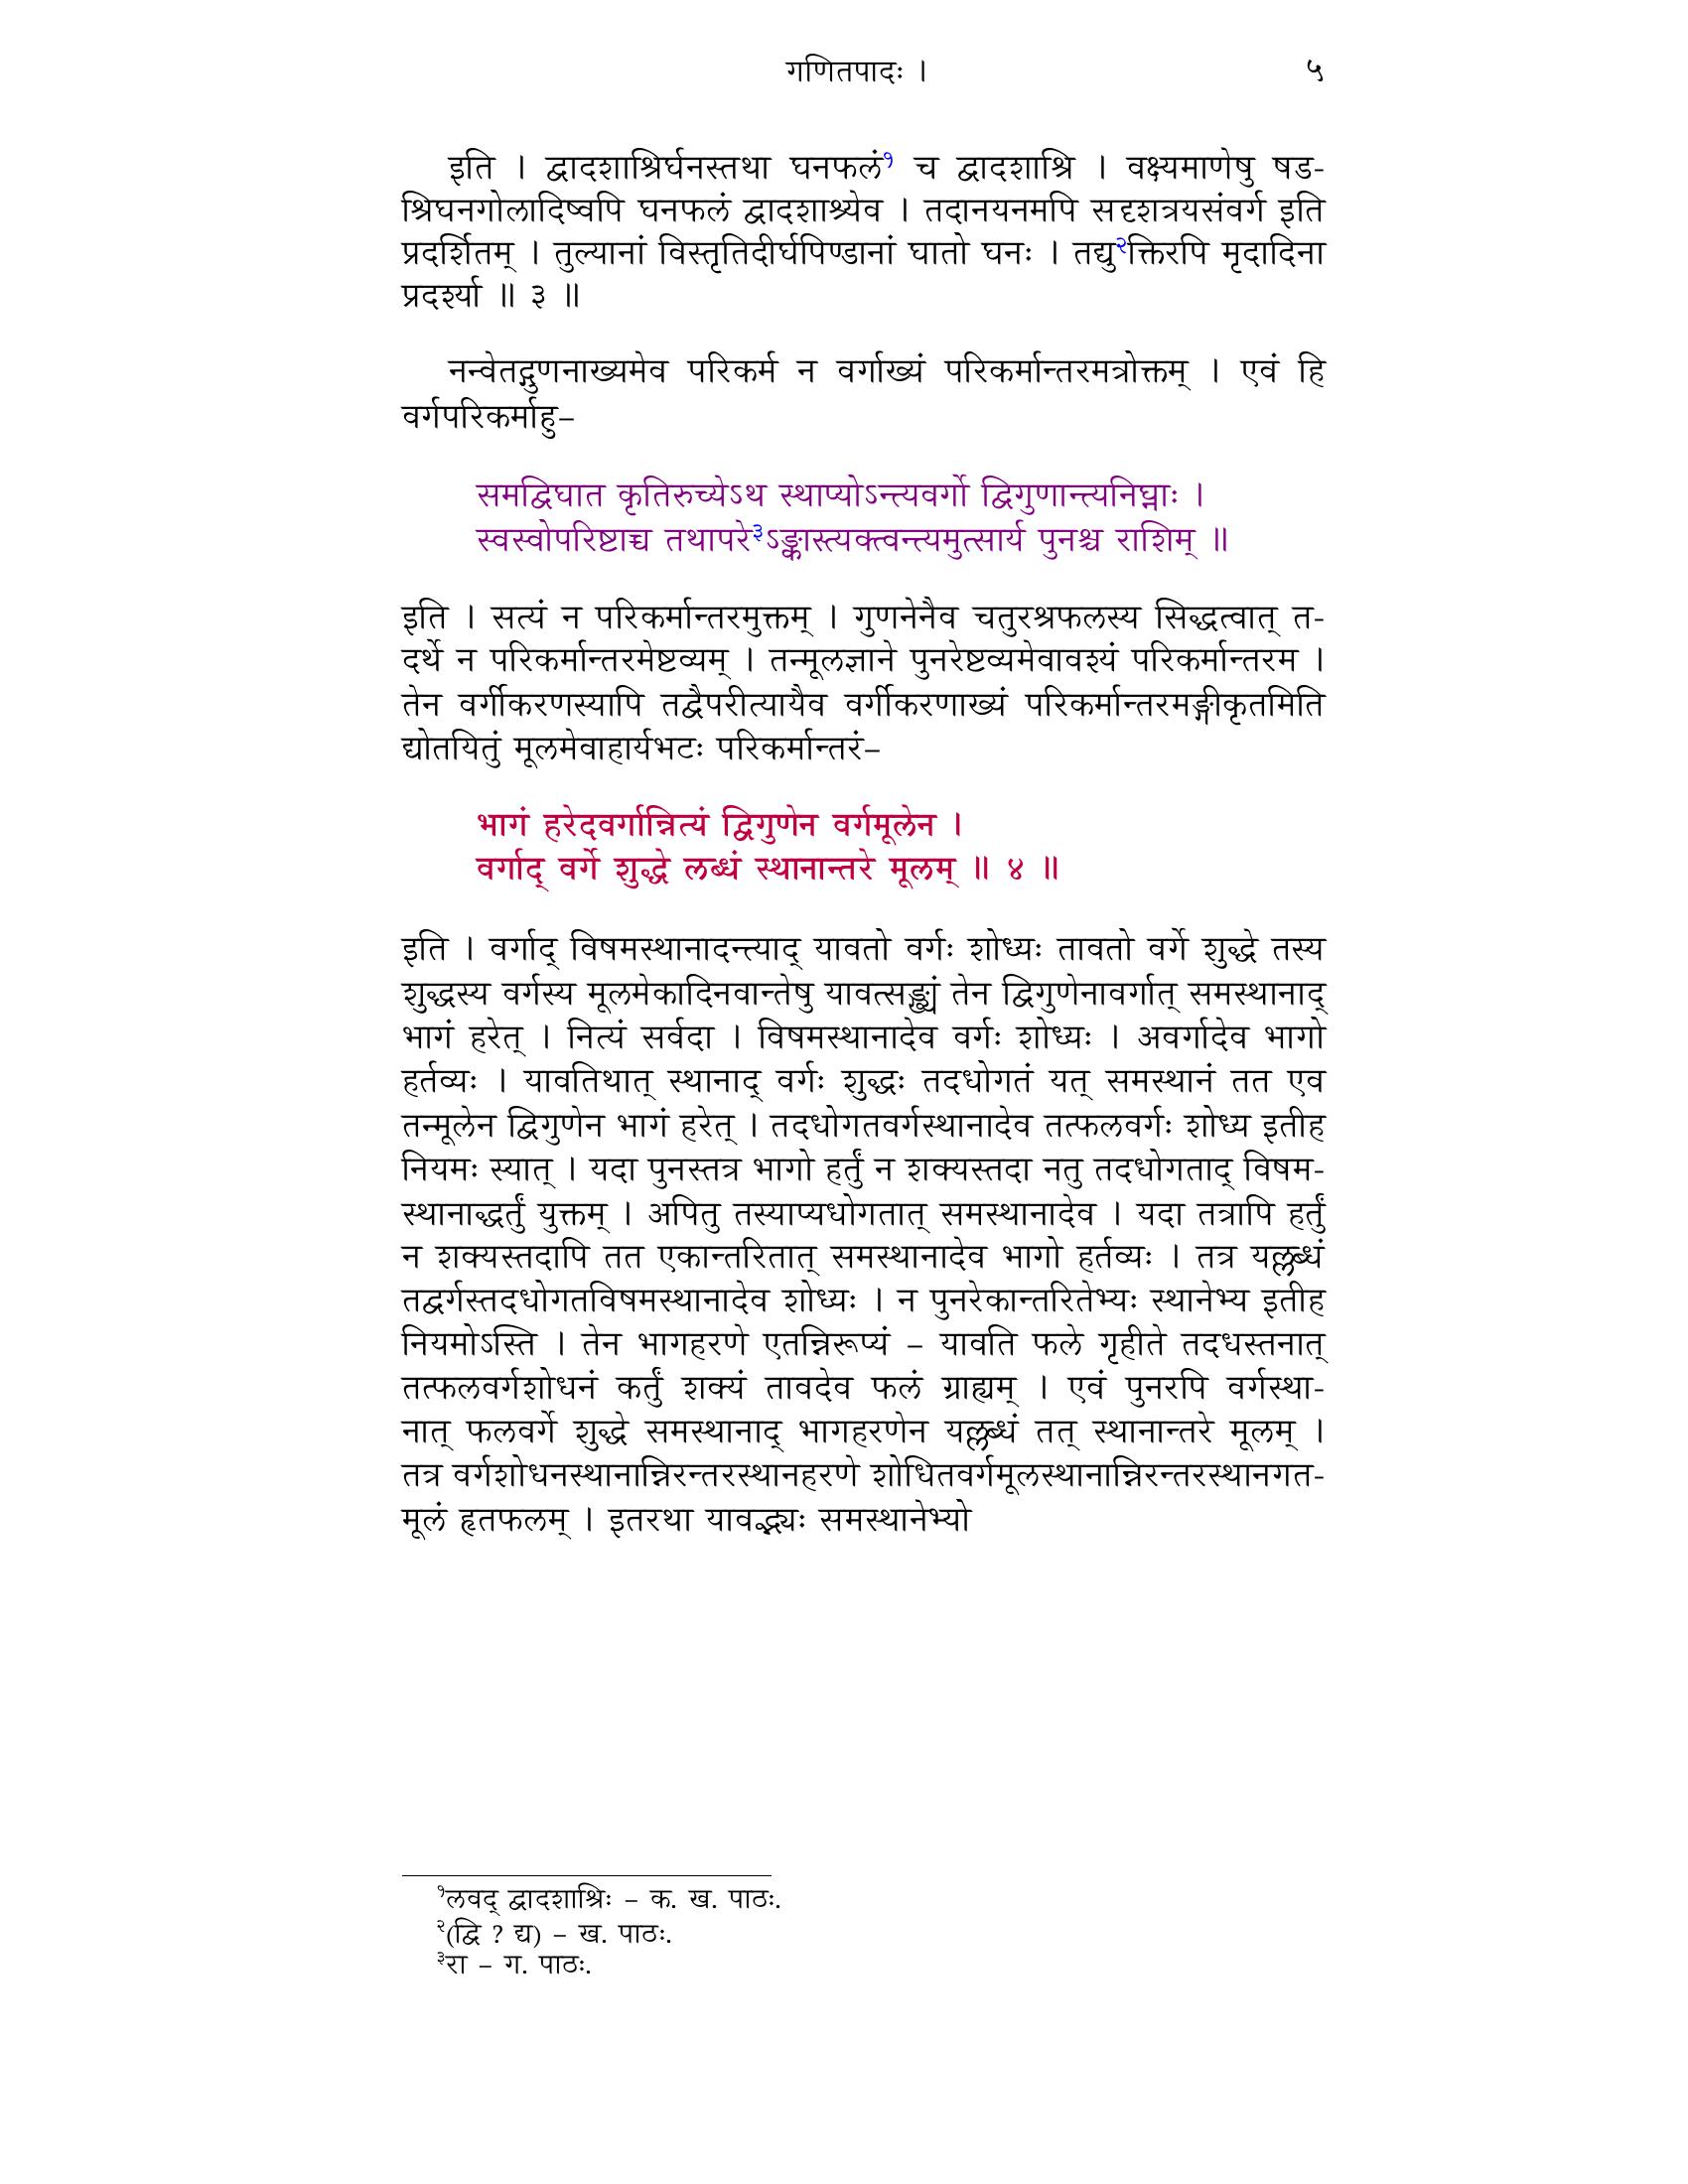 गणितपादः । ५
इति । द्वादशाश्रिर्घनस्तथा घनफलं१ च द्वादशाश्रि । वक्ष्यमाणेषु षड-
श्रिघनगोलादिष्वपि घनफलं द्वादशाश्र्येव । तदानयनमपि सदृशत्रयसंवर्ग इति
प्रदर्शितम् । तुल्यानां विस्तृतिदीर्घपिण्डानां घातो घनः । तद्यु२क्तिरपि मृदादिना
प्रदर्श्या ॥ ३ ॥
नन्वेतद्गुणनाख्यमेव परिकर्म न वर्गाख्यं परिकर्मान्तरमत्रोक्तम् । एवं हि
वर्गपरिकर्माहु–
समद्विघात कृतिरुच्येऽथ स्थाप्योऽन्त्यवर्गो द्विगुणान्त्यनिघ्नाः ।
स्वस्वोपरिष्टाच्च तथापरे३ऽङ्कास्त्यक्त्वन्त्यमुत्सार्य पुनश्च राशिम् ॥
इति । सत्यं न परिकर्मान्तरमुक्तम् । गुणनेनैव चतुरश्रफलस्य सिद्धत्वात् त-
दर्थे न परिकर्मान्तरमेष्टव्यम् । तन्मूलज्ञाने पुनरेष्टव्यमेवावश्यं परिकर्मान्तरम ।
तेन वर्गीकरणस्यापि तद्वैपरीत्यायैव वर्गीकरणाख्यं परिकर्मान्तरमङ्गीकृतमिति
द्योतयितुं मूलमेवाहार्यभटः परिकर्मान्तरं–
भागं हरेदवर्गान्नित्यं द्विगुणेन वर्गमूलेन ।
वर्गाद् वर्गे शुद्धे लब्धं स्थानान्तरे मूलम् ॥ ४ ॥
इति । वर्गाद् विषमस्थानादन्त्याद् यावतो वर्गः शोध्यः तावतो वर्गे शुद्धे तस्य
शुद्धस्य वर्गस्य मूलमेकादिनवान्तेषु यावत्सङ्ख्यं तेन द्विगुणेनावर्गात् समस्थानाद्
भागं हरेत् । नित्यं सर्वदा । विषमस्थानादेव वर्गः शोध्यः । अवर्गादेव भागो
हर्तव्यः । यावतिथात् स्थानाद् वर्गः शुद्धः तदधोगतं यत् समस्थानं तत एव
तन्मूलेन द्विगुणेन भागं हरेत् । तदधोगतवर्गस्थानादेव तत्फलवर्गः शोध्य इतीह
नियमः स्यात् । यदा पुनस्तत्र भागो हर्तुं न शक्यस्तदा नतु तदधोगताद् विषम-
स्थानाद्धर्तुं युक्तम् । अपितु तस्याप्यधोगतात् समस्थानादेव । यदा तत्रापि हर्तुं
न शक्यस्तदापि तत एकान्तरितात् समस्थानादेव भागो हर्तव्यः । तत्र यल्लब्धं
तद्वर्गस्तदधोगतविषमस्थानादेव शोध्यः । न पुनरेकान्तरितेभ्यः स्थानेभ्य इतीह
नियमोऽस्ति । तेन भागहरणे एतन्निरूप्यं – यावति फले गृहीते तदधस्तनात्
तत्फलवर्गशोधनं कर्तुं शक्यं तावदेव फलं ग्राह्यम् । एवं पुनरपि वर्गस्था-
नात् फलवर्गे शुद्धे समस्थानाद् भागहरणेन यल्लब्धं तत् स्थानान्तरे मूलम् ।
तत्र वर्गशोधनस्थानान्निरन्तरस्थानहरणे शोधितवर्गमूलस्थानान्निरन्तरस्थानगत-
मूलं हृतफलम् । इतरथा यावद्भ्यः समस्थानेभ्यो
१लवद् द्वादशाश्रिः – क. ख. पाठः.
२(द्वि ? द्य) – ख. पाठः.
३रा – ग. पाठः.